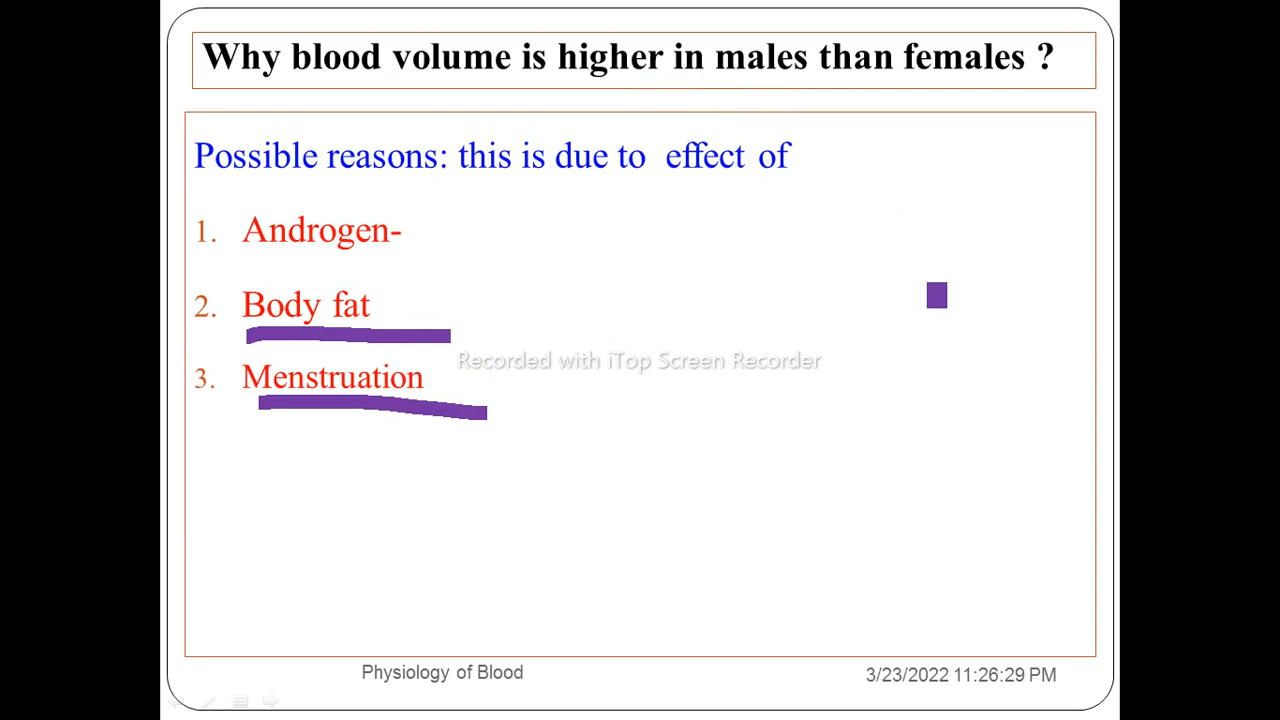 Why blood volume is higher in males than females ?
Possible reasons: this is due to effect of
1. Androgen-
2. Body fat
Recorded with iTop Screen Recorder
3. Menstruation
Physiology of Blood
3/23/2022 11:26:29 PM